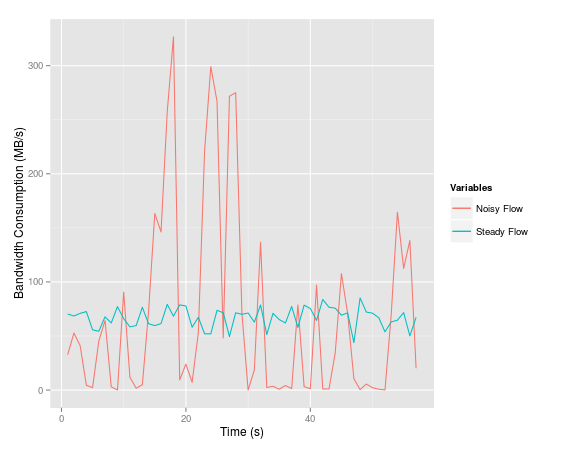 Bandwidth Consumption (MB/s)
300
200
100
0
0 20 40
Time (s)
Variables
Noisy Flow
Steady Flow